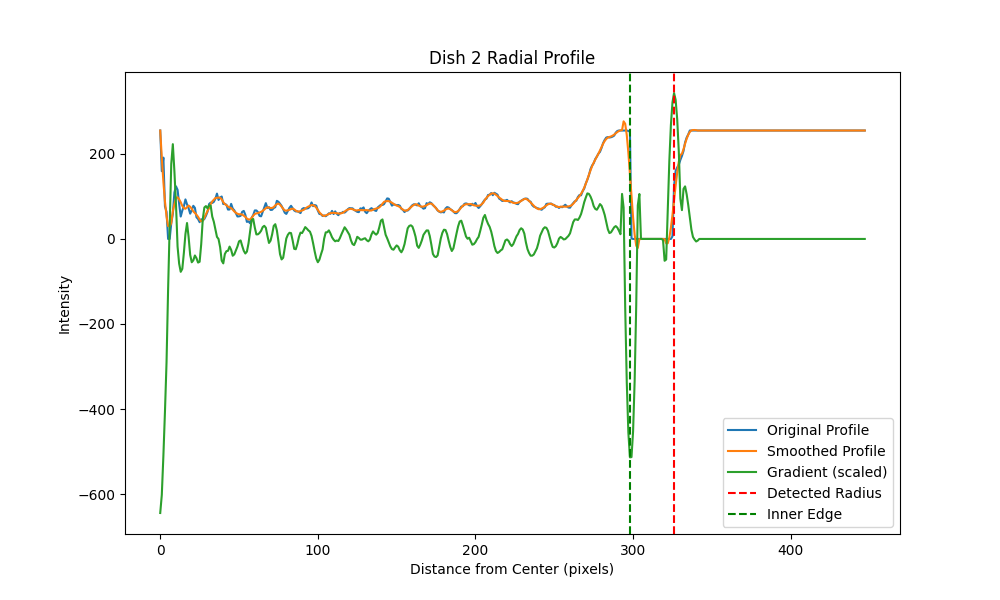 Dish 2 Radial Profile
Intensity
200
0
−200
−400
−600
0 100 200 300 400
Distance from Center (pixels)
Original Profile
Smoothed Profile
Gradient (scaled)
Detected Radius
Inner Edge